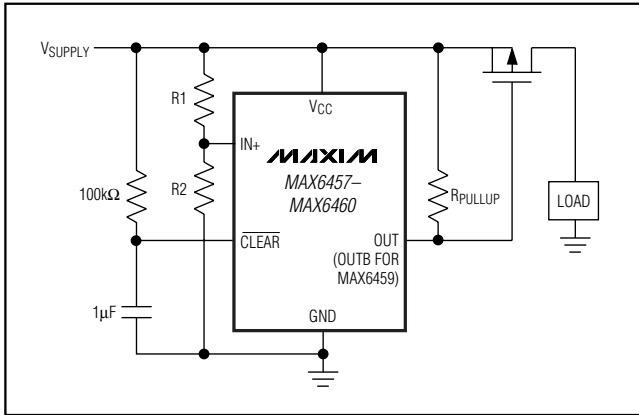 VSUPPLY
R1
VCC
IN+
MAXIM
MAX6457–
MAX6460
R2
RPULLUP
100kΩ
LOAD
CLEAR
OUT
(OUTB FOR
MAX6459)
1µF
GND